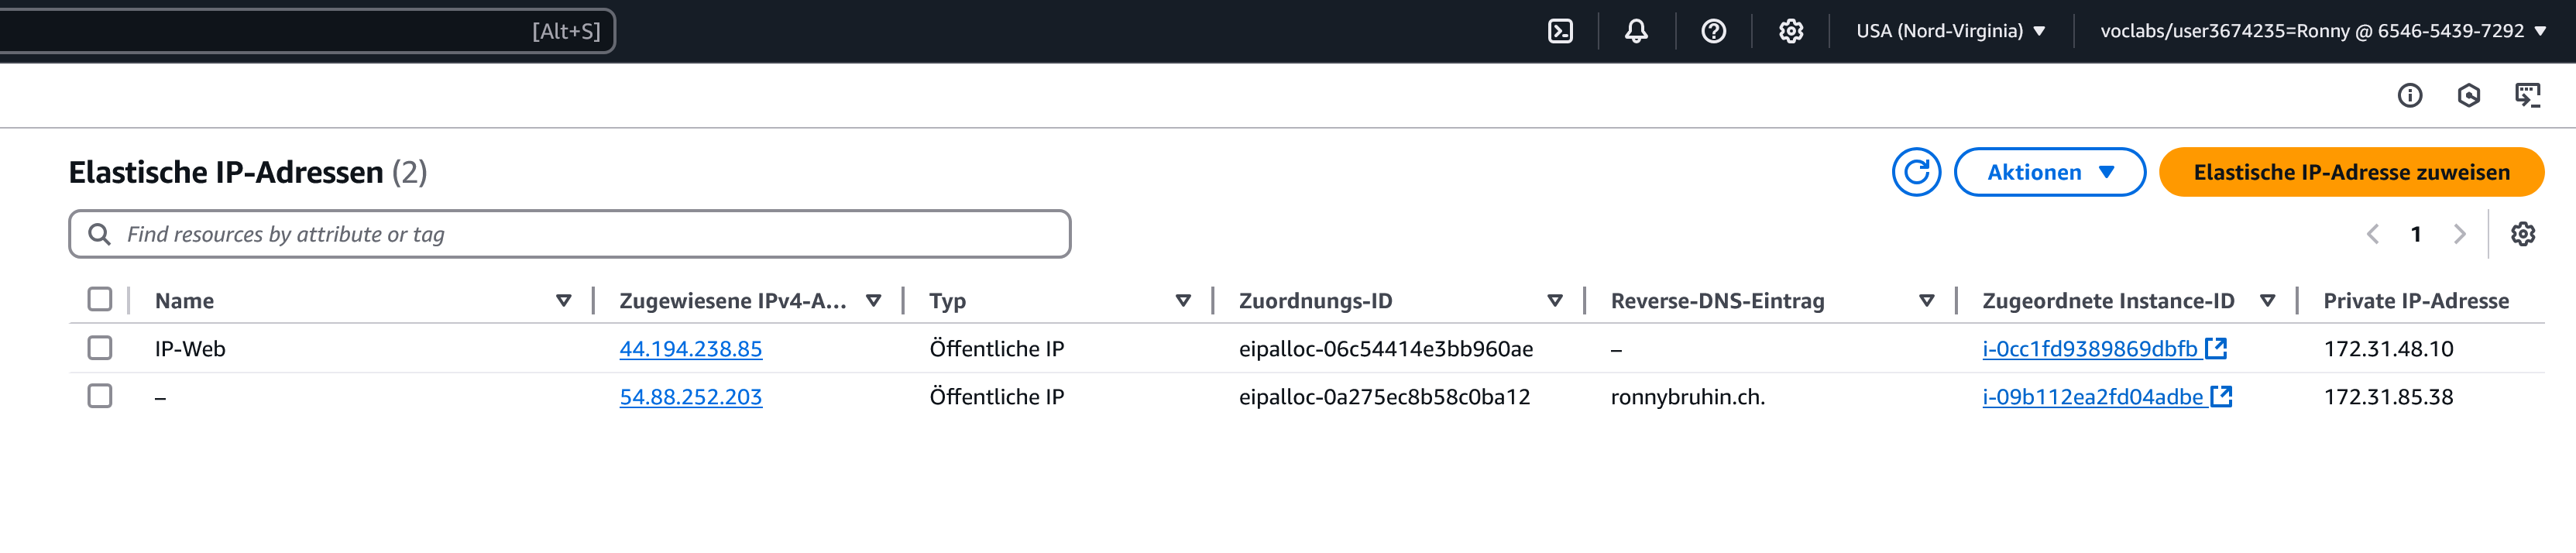 [Alt+S]
USA (Nord-Virginia)
voclabs/user3674235=Ronny @ 6546-5439-7292
Elastische IP-Adressen (2)
Aktionen
Elastische IP-Adresse zuweisen
Find resources by attribute or tag
1
Name Zugewiesene IPv4-A... Typ Zuordnungs-ID Reverse-DNS-Eintrag Zugeordnete Instance-ID Private IP-Adresse
IP-Web 44.194.238.85 Öffentliche IP eipalloc-06c54414e3bb960ae – i-0cc1fd9389869dbfb 172.31.48.10
– 54.88.252.203 Öffentliche IP eipalloc-0a275ec8b58c0ba12 ronnybruhin.ch. i-09b112ea2fd04adbe 172.31.85.38